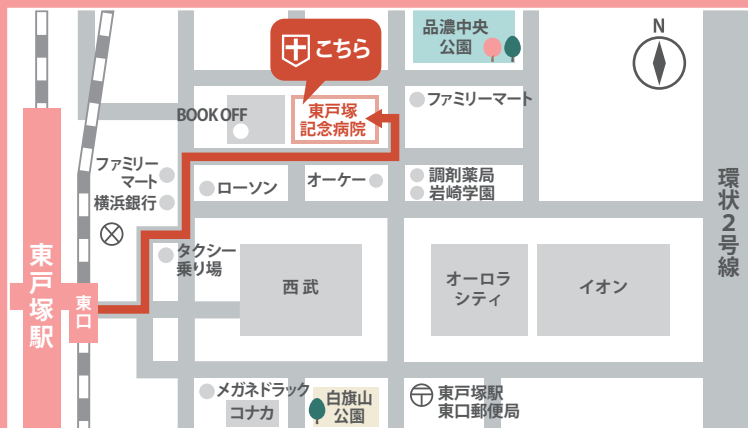 品濃中央
公園
N
こちら
ファミリーマート
BOOK OFF
東戸塚
記念病院
ファミリー
マート
横浜銀行
ローソン
オーケー
調剤薬局
岩崎学園
環状2号線
タクシー
乗り場
西武
オーロラ
シティ
イオン
東戸塚駅
東口
メガネドラック
コナカ
白旗山
公園
東戸塚駅
東口郵便局